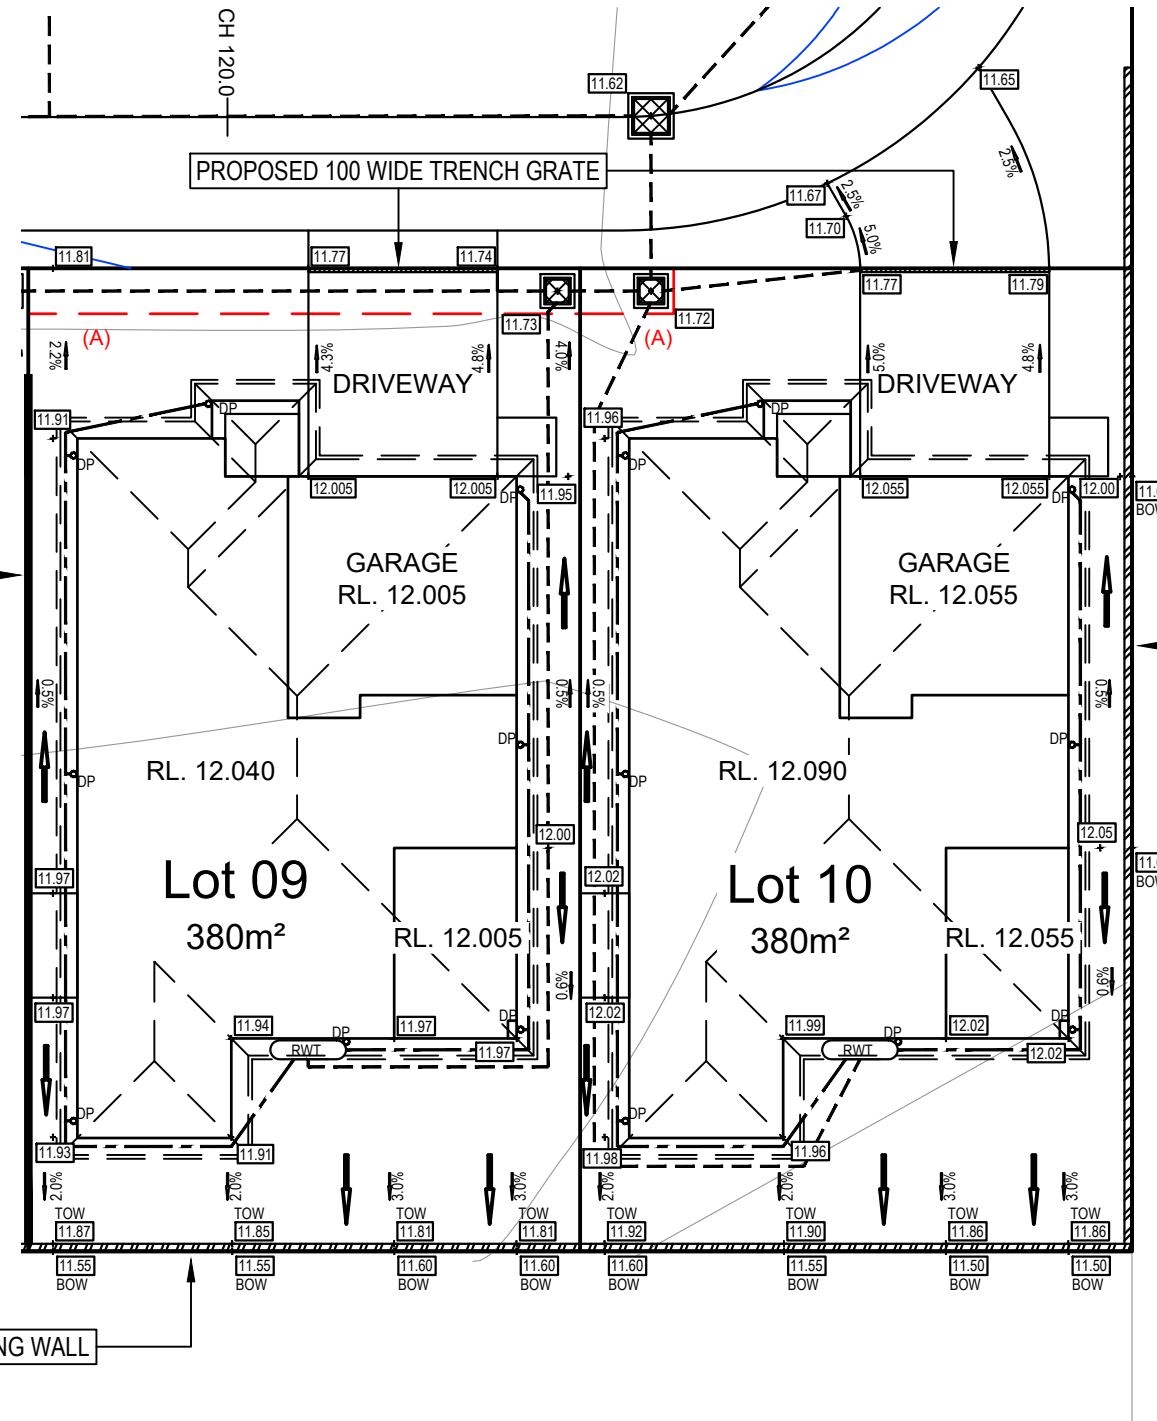 CH 120.0
11.62
11.65
2.5%
PROPOSED 100 WIDE TRENCH GRATE
11.67
2.5%
11.70
5.0%
11.81
11.77
11.74
11.77
11.79
11.73
11.72
(A)
(A)
2.2%
4.3%
4.8%
4.0%
5.0%
4.8%
DRIVEWAY
DRIVEWAY
11.91
DP
11.96
DP
DP
DP
12.005
12.005
DP
11.95
12.055
12.055
DP
12.00
BOW
GARAGE
RL. 12.005
GARAGE
RL. 12.055
0.5%
0.5%
0.5%
0.5%
DP
DP
RL. 12.040
RL. 12.090
DP
DP
12.00
12.05
Lot 09
380m²
Lot 10
380m²
11.97
12.02
BOW
RL. 12.005
RL. 12.055
0.6%
0.6%
11.97
12.02
11.94
DP
11.97
DP
11.99
DP
12.02
DP
RWT
11.97
RWT
12.02
DP
DP
11.93
11.91
11.98
11.96
2.0%
2.0%
3.0%
3.0%
2.0%
2.0%
3.0%
3.0%
TOW
TOW
TOW
TOW
TOW
TOW
TOW
TOW
11.87
11.85
11.81
11.81
11.92
11.90
11.86
11.86
11.55
11.55
11.60
11.60
11.60
11.55
11.50
11.50
BOW
BOW
BOW
BOW
BOW
BOW
BOW
BOW
NG WALL